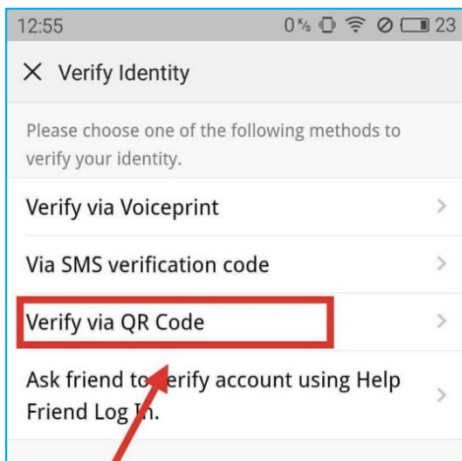 12:55 0 K/s 23
Verify Identity
Please choose one of the following methods to
verify your identity.
Verify via Voiceprint
Via SMS verification code
Verify via QR Code
Ask friend to verify account using Help
Friend Log In.